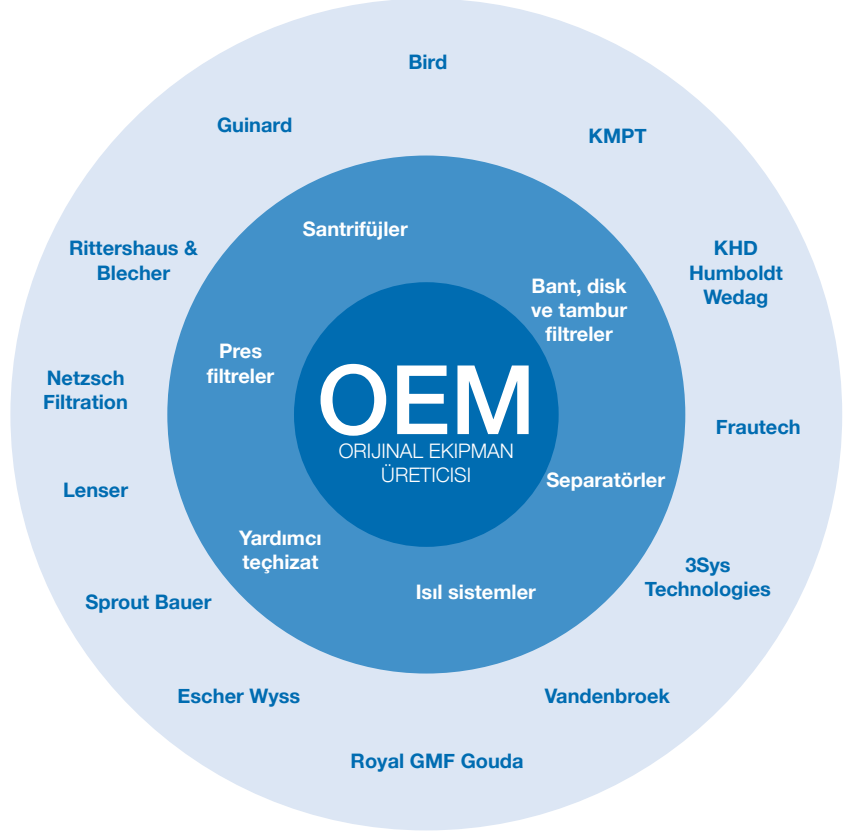 Bird
Guinard
KMPT
Santrifüjler
Rittershaus &
Blecher
KHD
Humboldt
Wedag
Bant, disk
ve tambur
filtreler
Pres
filtreler
OEM
ORIJINAL EKIPMAN
ÜRETICISI
Netzsch
Filtration
Frautech
Lenser
Separatörler
Yardımcı
teçhizat
Isıl sistemler
3Sys
Technologies
Sprout Bauer
Escher Wyss
Vandenbroek
Royal GMF Gouda